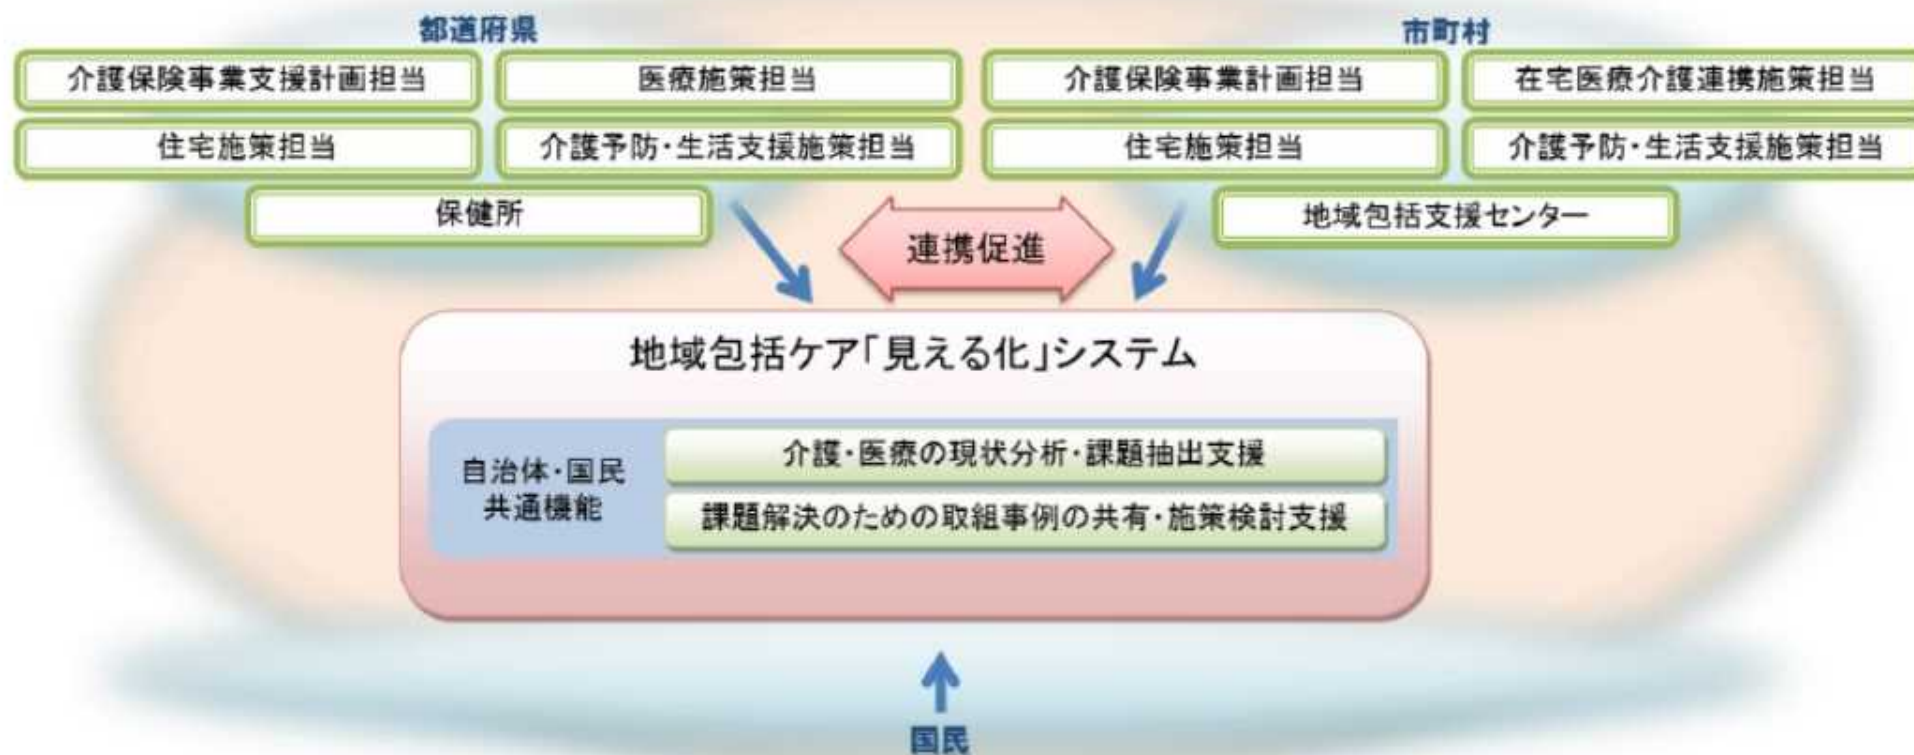 都道府県
介護保険事業支援計画担当
医療施策担当
住宅施策担当
介護予防・生活支援施策担当
保健所
市町村
介護保険事業計画担当
在宅医療介護連携施策担当
住宅施策担当
介護予防・生活支援施策担当
地域包括支援センター
連携促進
地域包括ケア「見える化」システム
自治体・国民
共通機能
介護・医療の現状分析・課題抽出支援
課題解決のための取組事例の共有・施策検討支援
国民